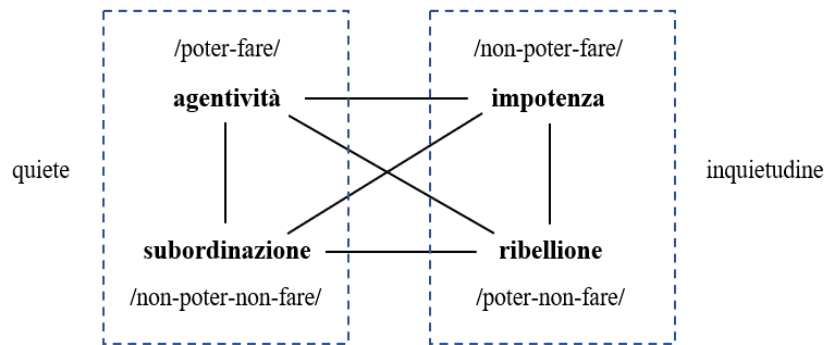 /poter-fare/
/non-poter-fare/
agentività
impotenza
quiete
inquietudine
subordinazione
ribellione
/non-poter-non-fare/
/poter-non-fare/